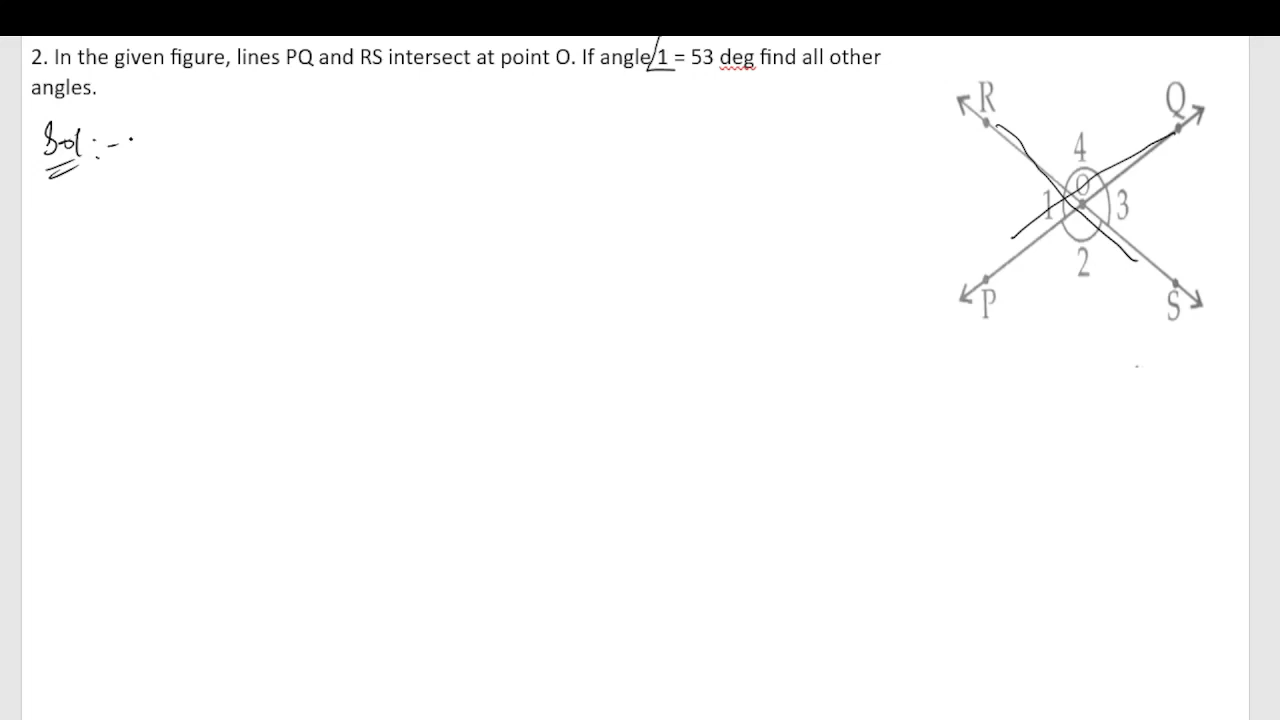 2. In the given figure, lines PQ and RS intersect at point O. If angle 1 = 53 deg find all other
angles.
Sol :-
R
Q
4
O
1
3
2
P
S